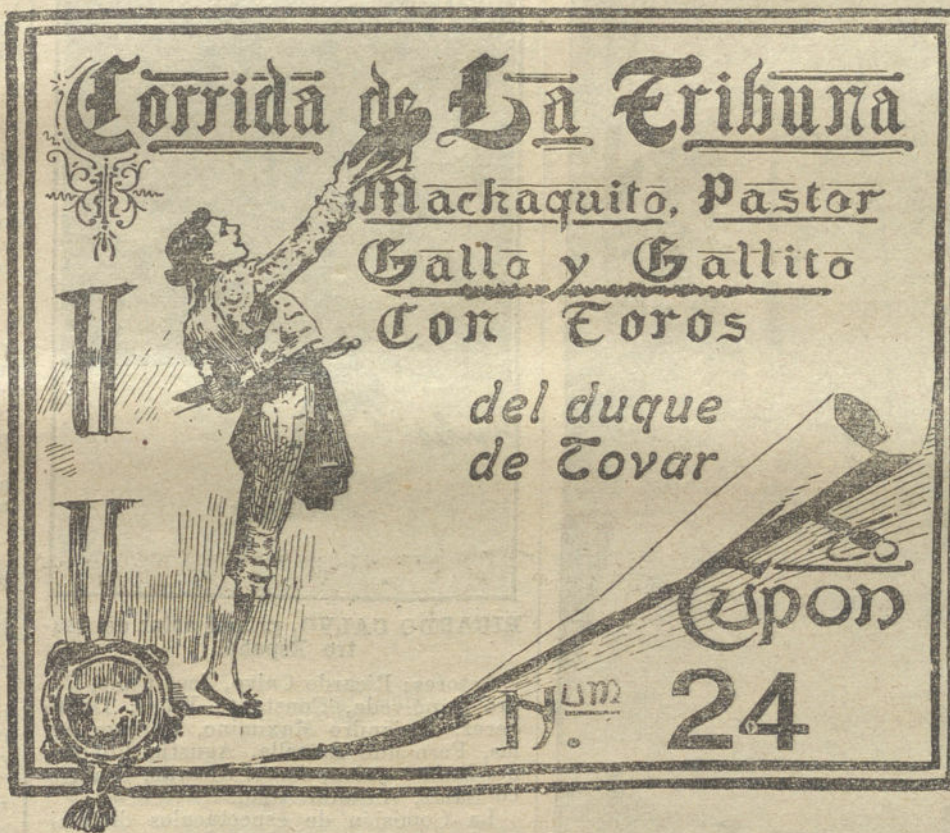 Corrida de La Tribuna
Machaquito, Pastor
Gallo y Gallito
Con Toros
del duque
de Tovar
Cupon
Num. 24